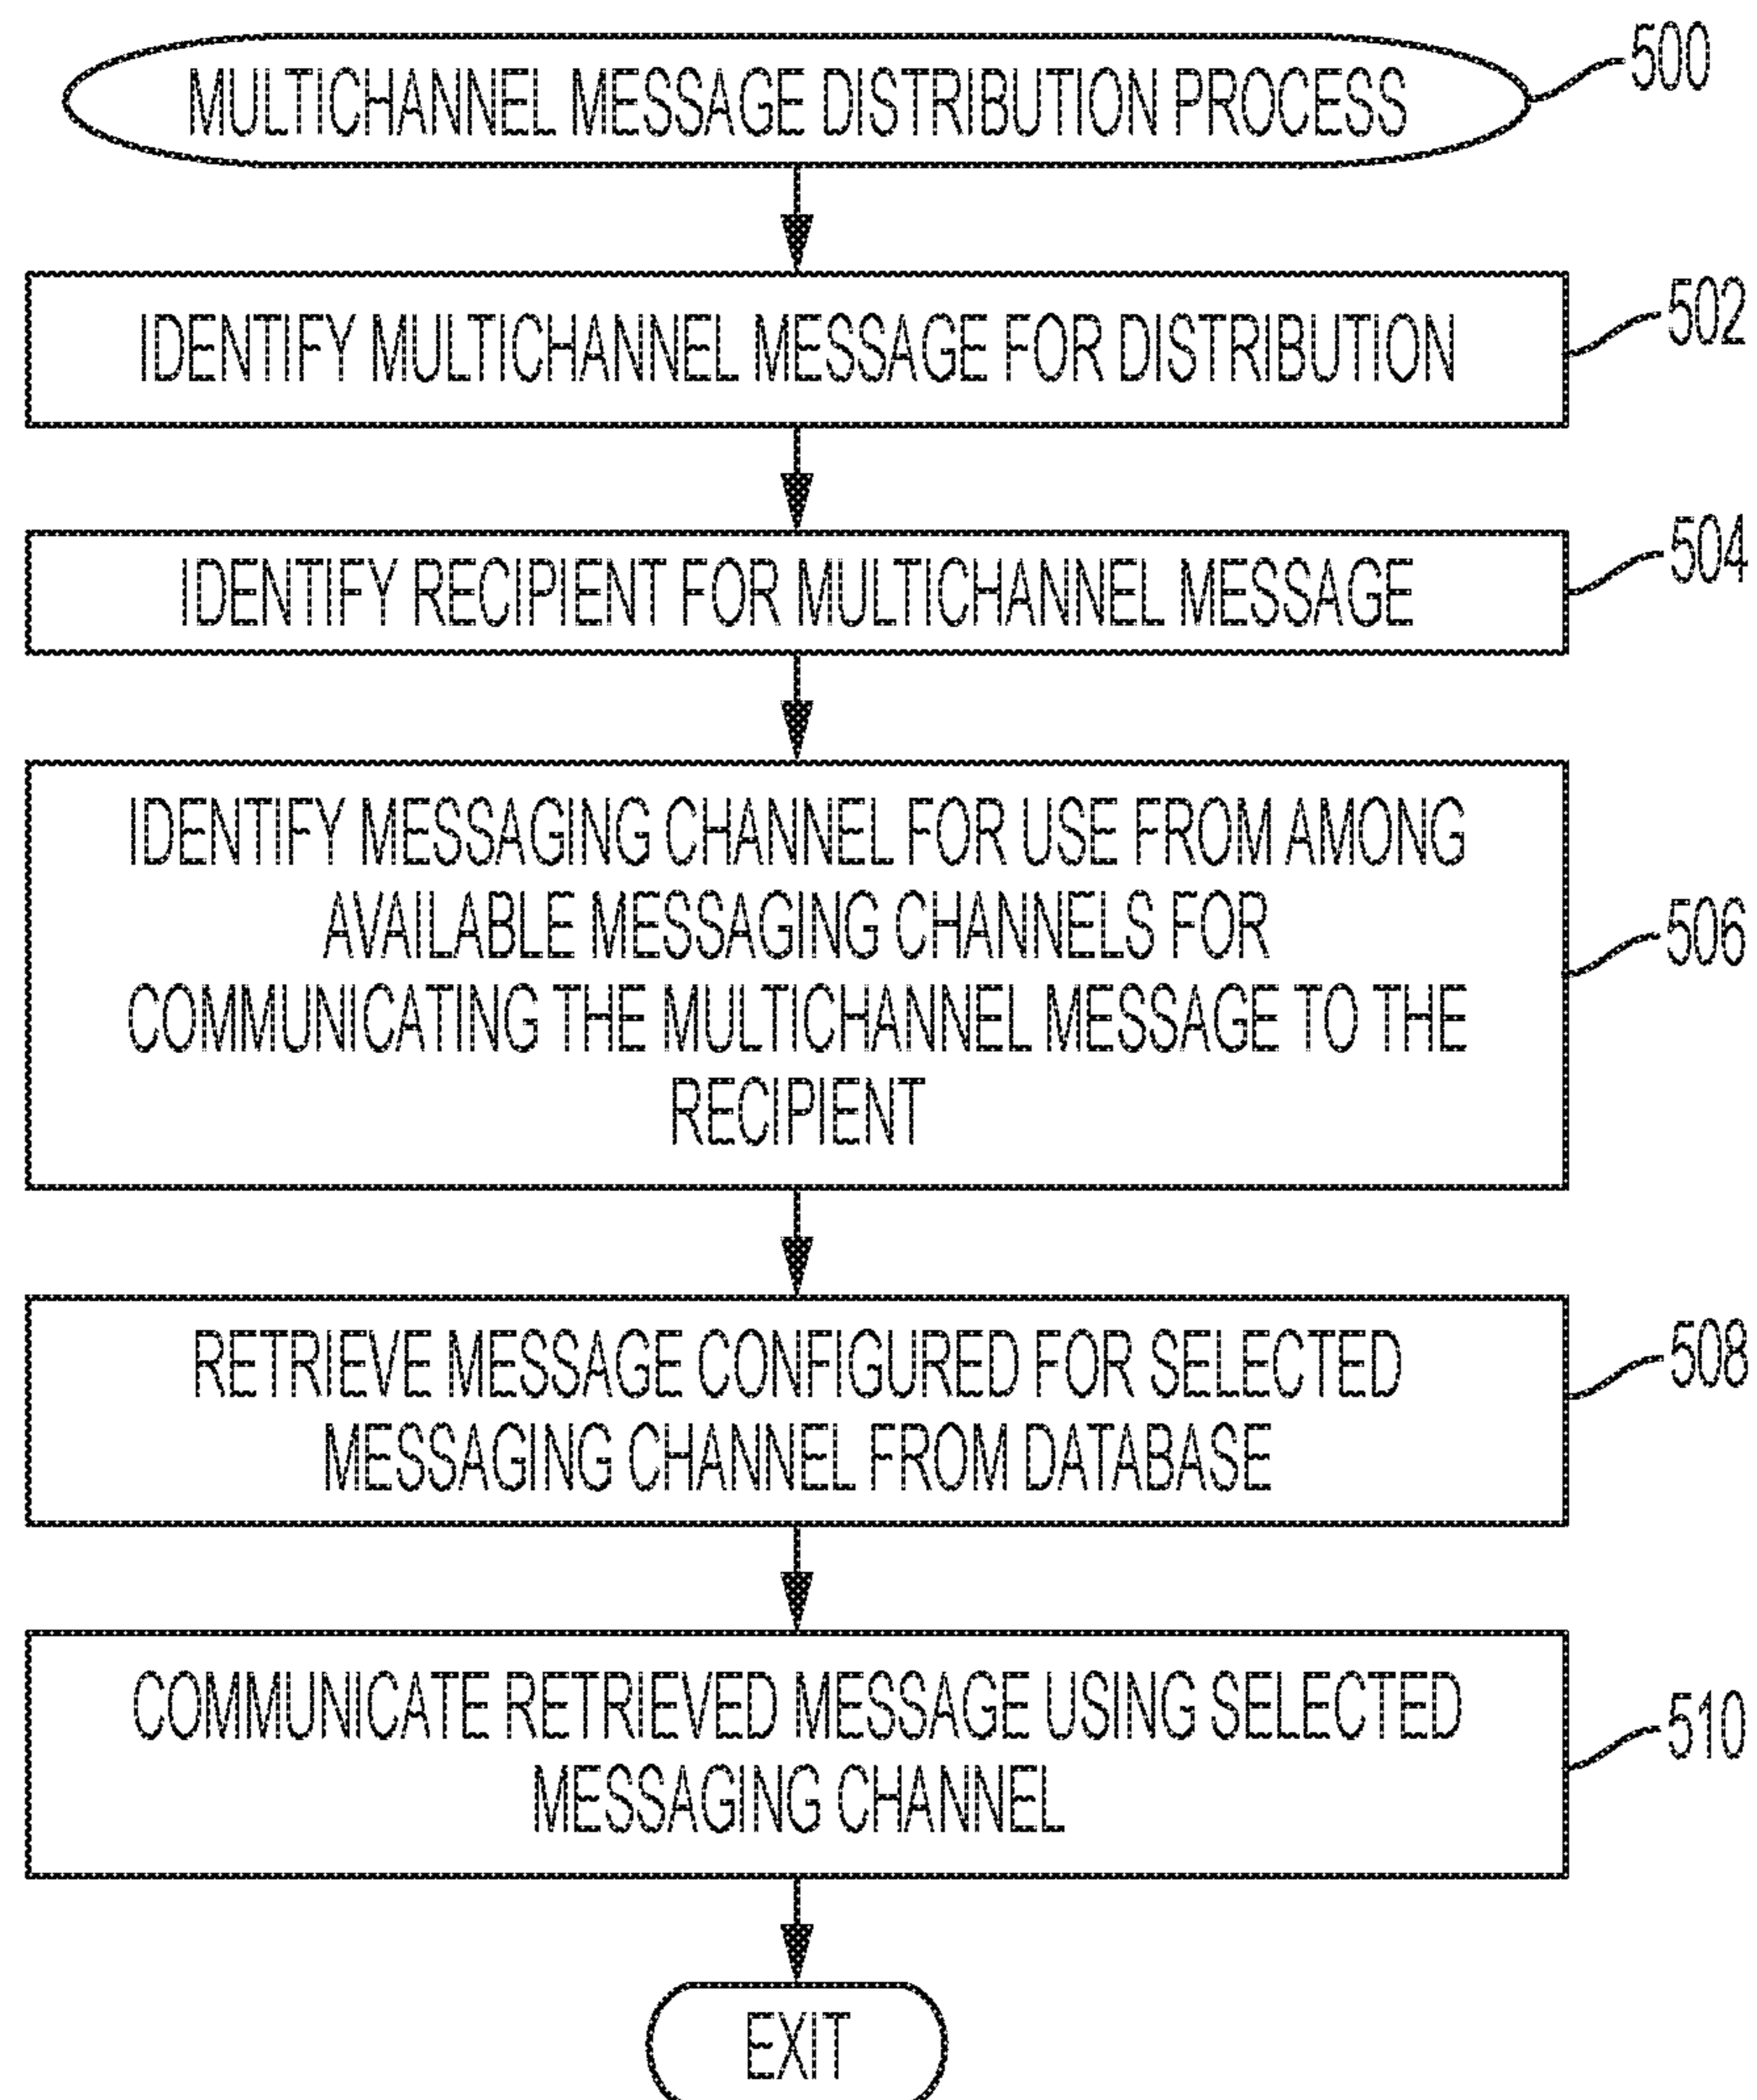 MULTICHANNEL MESSAGE DISTRIBUTION PROCESS
500
IDENTIFY MULTICHANNEL MESSAGE FOR DISTRIBUTION
502
IDENTIFY RECIPIENT FOR MULTICHANNEL MESSAGE
504
IDENTIFY MESSAGING CHANNEL FOR USE FROM AMONG
AVAILABLE MESSAGING CHANNELS FOR
COMMUNICATING THE MULTICHANNEL MESSAGE TO THE
RECIPIENT
506
RETRIEVE MESSAGE CONFIGURED FOR SELECTED
MESSAGING CHANNEL FROM DATABASE
508
COMMUNICATE RETRIEVED MESSAGE USING SELECTED
MESSAGING CHANNEL
510
EXIT